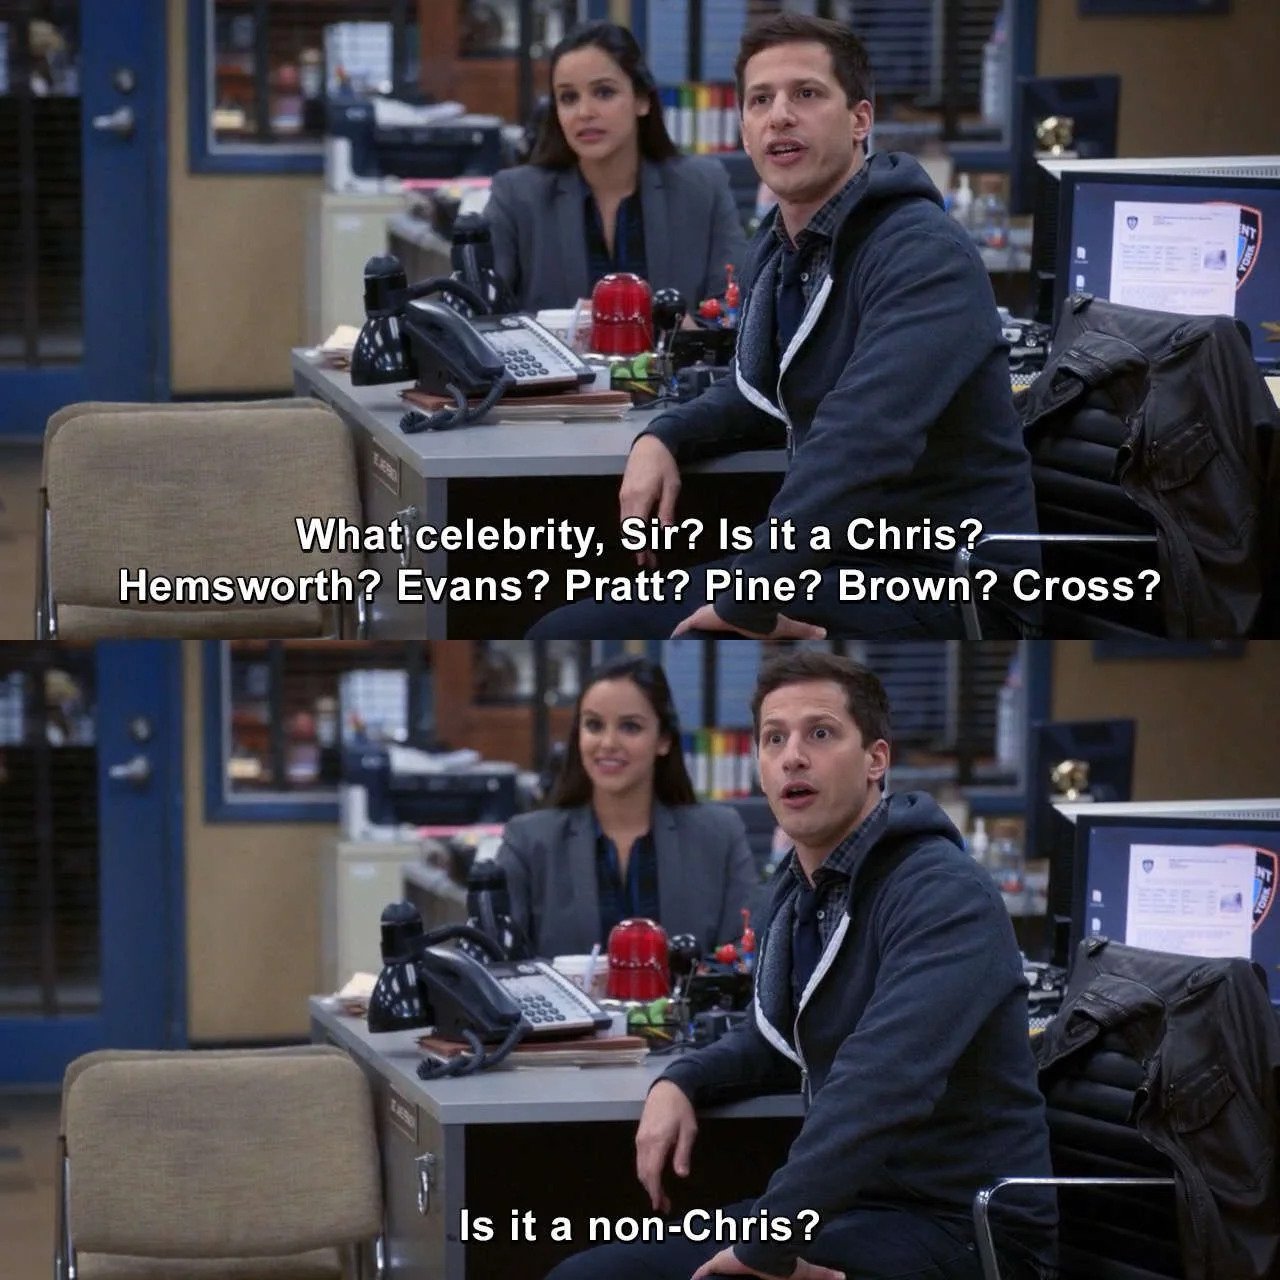 What celebrity, Sir? Is it a Chris?
Hemsworth? Evans? Pratt? Pine? Brown? Cross?
Is it a non-Chris?